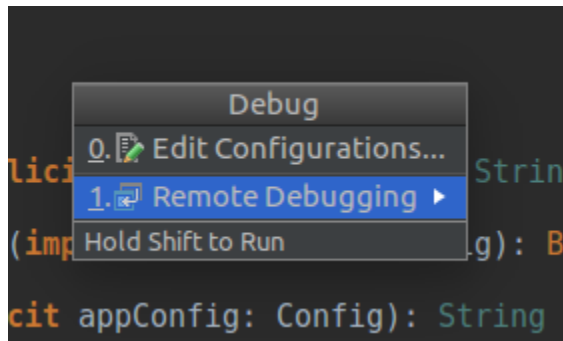 Debug
0. Edit Configurations...
1. Remote Debugging
Hold Shift to Run
(
): B
cit appConfig: Config): String